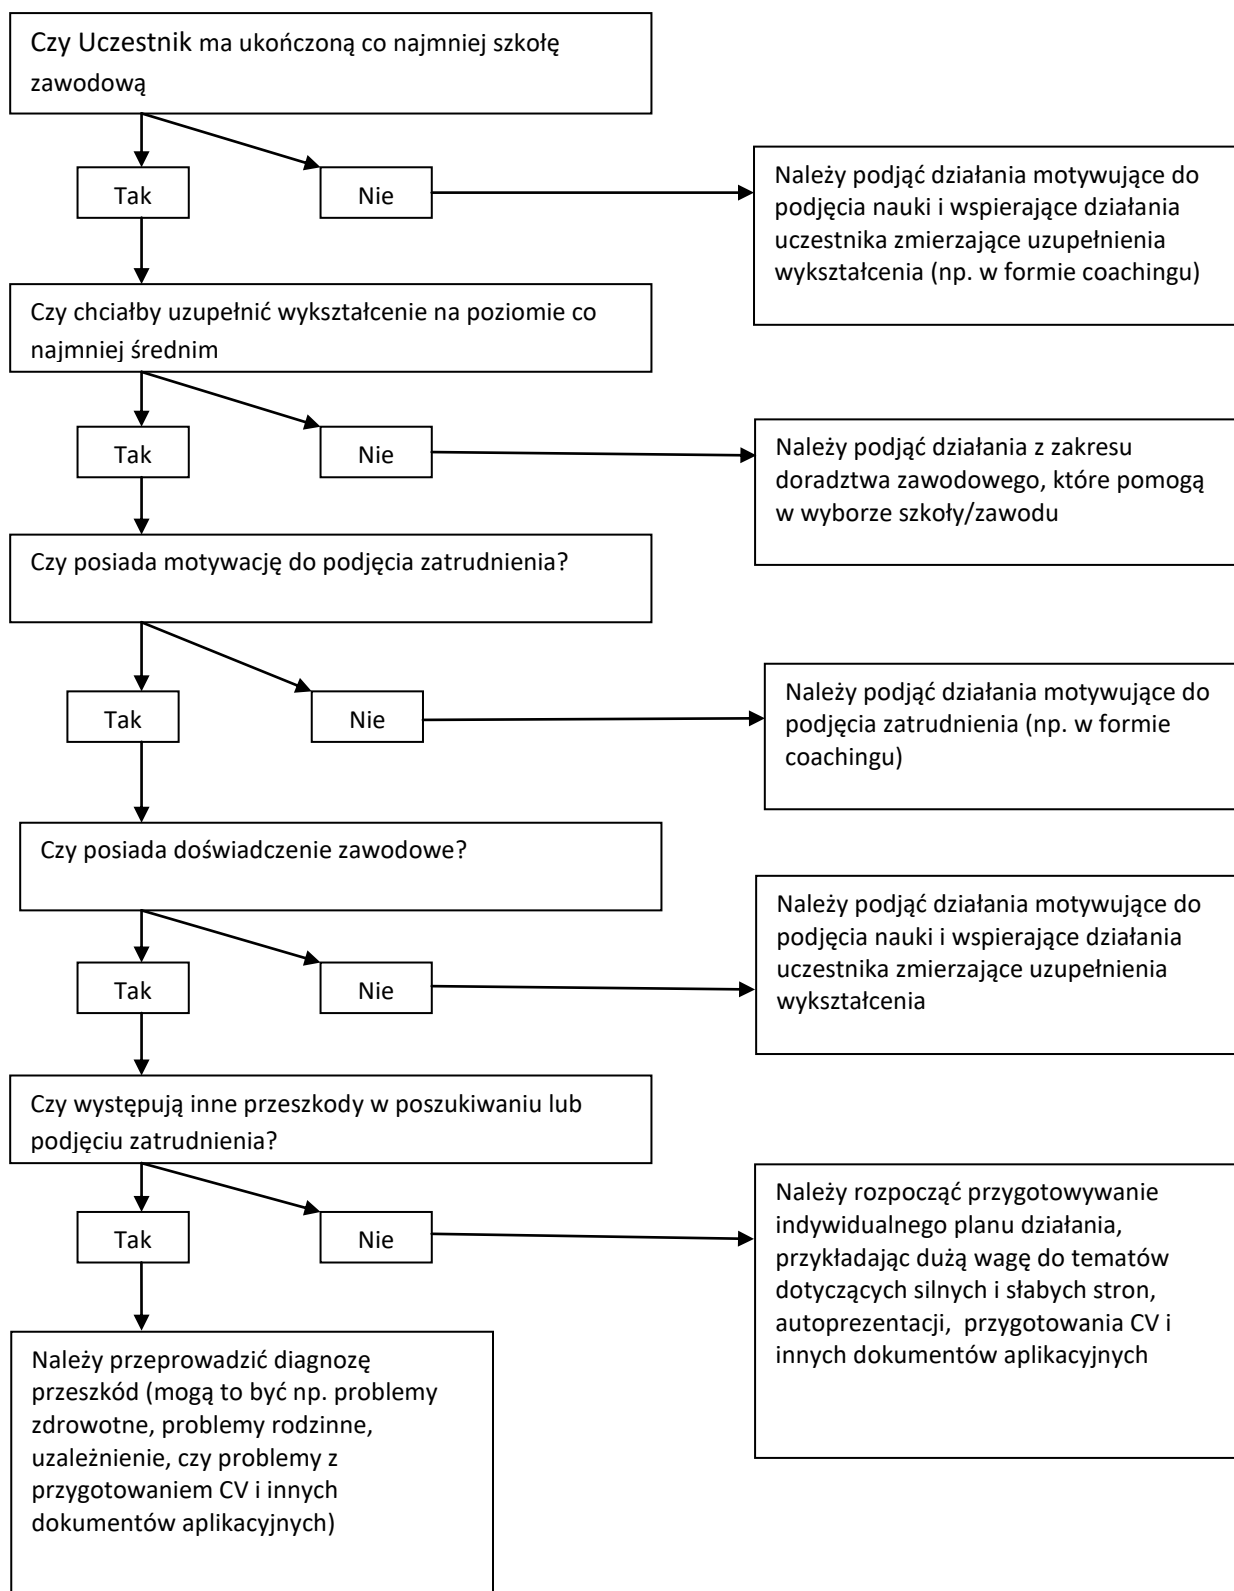 Czy Uczestnik ma ukończoną co najmniej szkołę
zawodową
Tak
Nie
Należy podjąć działania motywujące do
podjęcia nauki i wspierające działania
uczestnika zmierzające uzupełnienia
wykształcenia (np. w formie coachingu)
Czy chciałby uzupełnić wykształcenie na poziomie co
najmniej średnim
Tak
Nie
Należy podjąć działania z zakresu
doradztwa zawodowego, które pomogą
w wyborze szkoły/zawodu
Czy posiada motywację do podjęcia zatrudnienia?
Tak
Nie
Należy podjąć działania motywujące do
podjęcia zatrudnienia (np. w formie
coachingu)
Czy posiada doświadczenie zawodowe?
Tak
Nie
Należy podjąć działania motywujące do
podjęcia nauki i wspierające działania
uczestnika zmierzające uzupełnienia
wykształcenia
Czy występują inne przeszkody w poszukiwaniu lub
podjęciu zatrudnienia?
Tak
Nie
Należy rozpocząć przygotowywanie
indywidualnego planu działania,
przykładając dużą wagę do tematów
dotyczących silnych i słabych stron,
autoprezentacji, przygotowania CV i
innych dokumentów aplikacyjnych
Należy przeprowadzić diagnozę
przeszkód (mogą to być np. problemy
zdrowotne, problemy rodzinne,
uzależnienie, czy problemy z
przygotowaniem CV i innych
dokumentów aplikacyjnych)